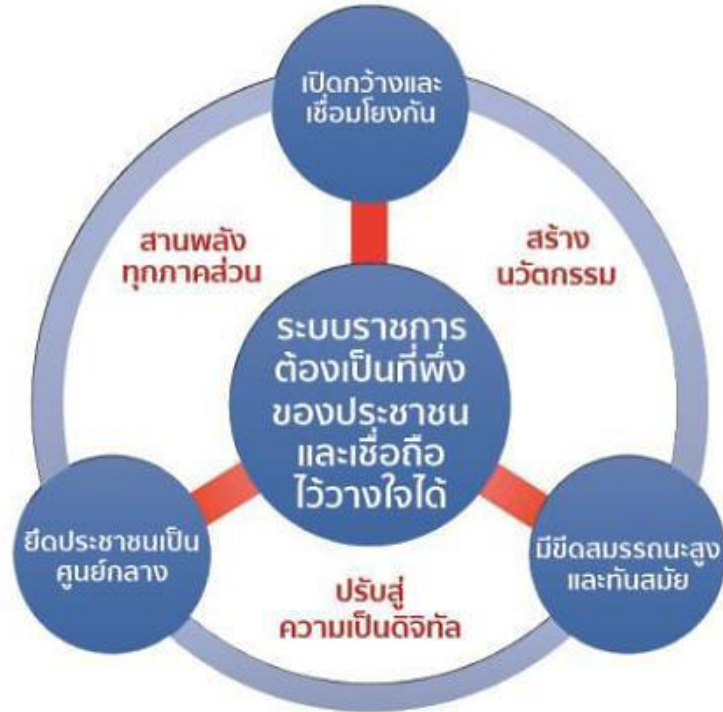 เปิดกว้างและ
เชื่อมโยงกัน
สานพลัง
ทุกภาคส่วน
สร้าง
นวัตกรรม
ระบบราชการ
ต้องเป็นที่พึ่ง
ของประชาชน
และเชื่อถือ
ไว้วางใจได้
ยึดประชาชนเป็น
ศูนย์กลาง
มีขีดสมรรถนะสูง
และทันสมัย
ปรับสู่
ความเป็นดิจิทัล